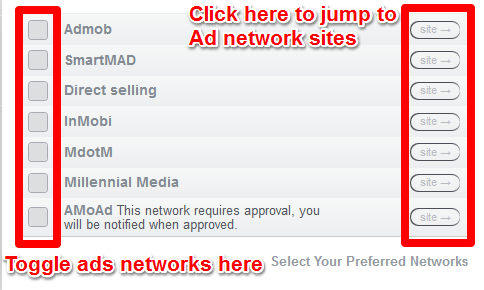 Click here to jump to
Ad network sites
Admob
site →
SmartMAD
site →
Direct selling
site →
InMobi
site →
MdotM
site →
Millennial Media
site →
AMoAd This network requires approval, you
will be notified when approved.
site →
Toggle ads networks here
Select Your Preferred Networks